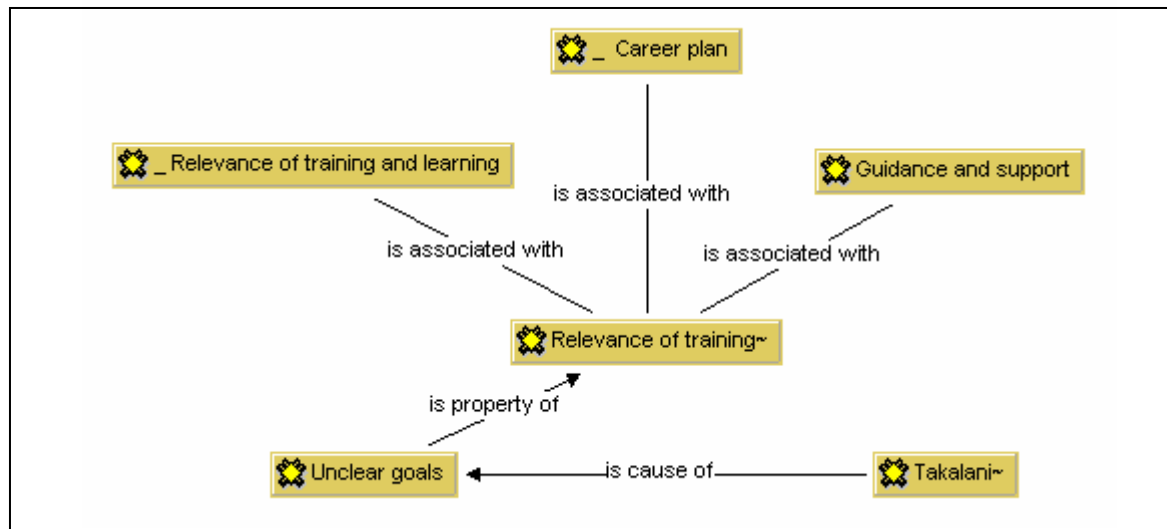 _ Career plan
_ Relevance of training and learning
Guidance and support
is associated with
is associated with
is associated with
Relevance of training~
is property of
Unclear goals
is cause of
Takalani~